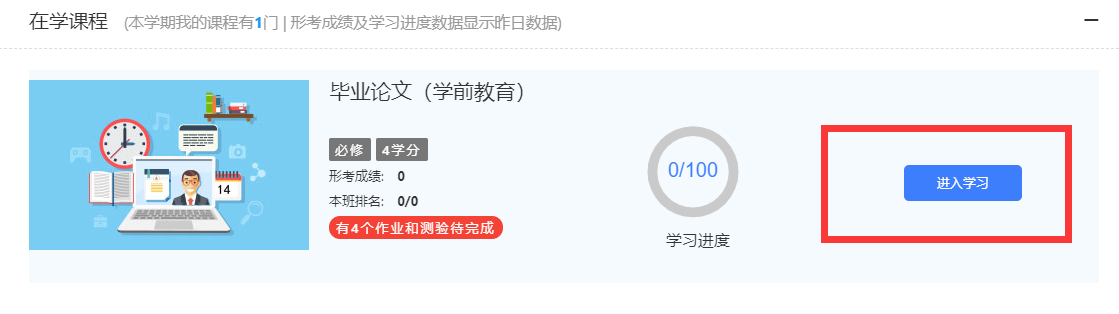 在学课程 (本学期我的课程有1门 | 形考成绩及学习进度数据显示昨日数据)
毕业论文（学前教育）
必修 4学分
形考成绩: 0
本班排名: 0/0
有4个作业和测验待完成
14
0/100
学习进度
进入学习